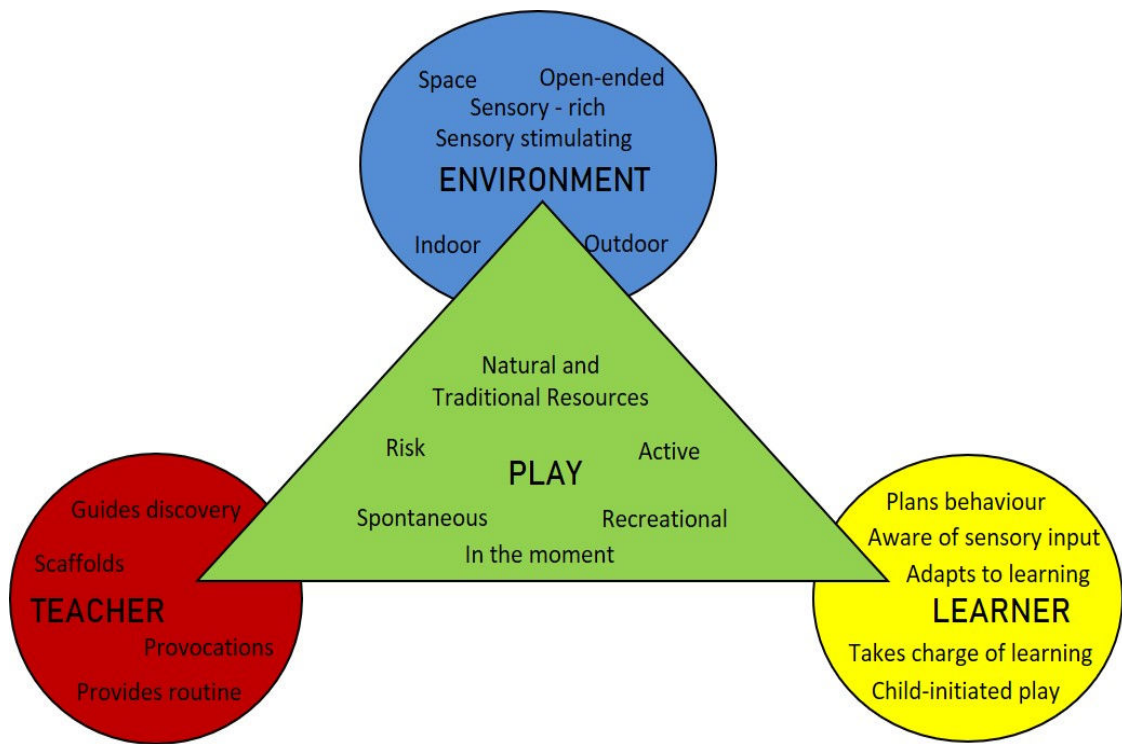 Space Open-ended
Sensory - rich
Sensory stimulating
ENVIRONMENT
Indoor Outdoor
Natural and
Traditional Resources
Risk Active
PLAY
Spontaneous Recreational
In the moment
Guides discovery
Scaffolds
TEACHER
Provocations
Provides routine
Plans behaviour
Aware of sensory input
Adapts to learning
LEARNER
Takes charge of learning
Child-initiated play